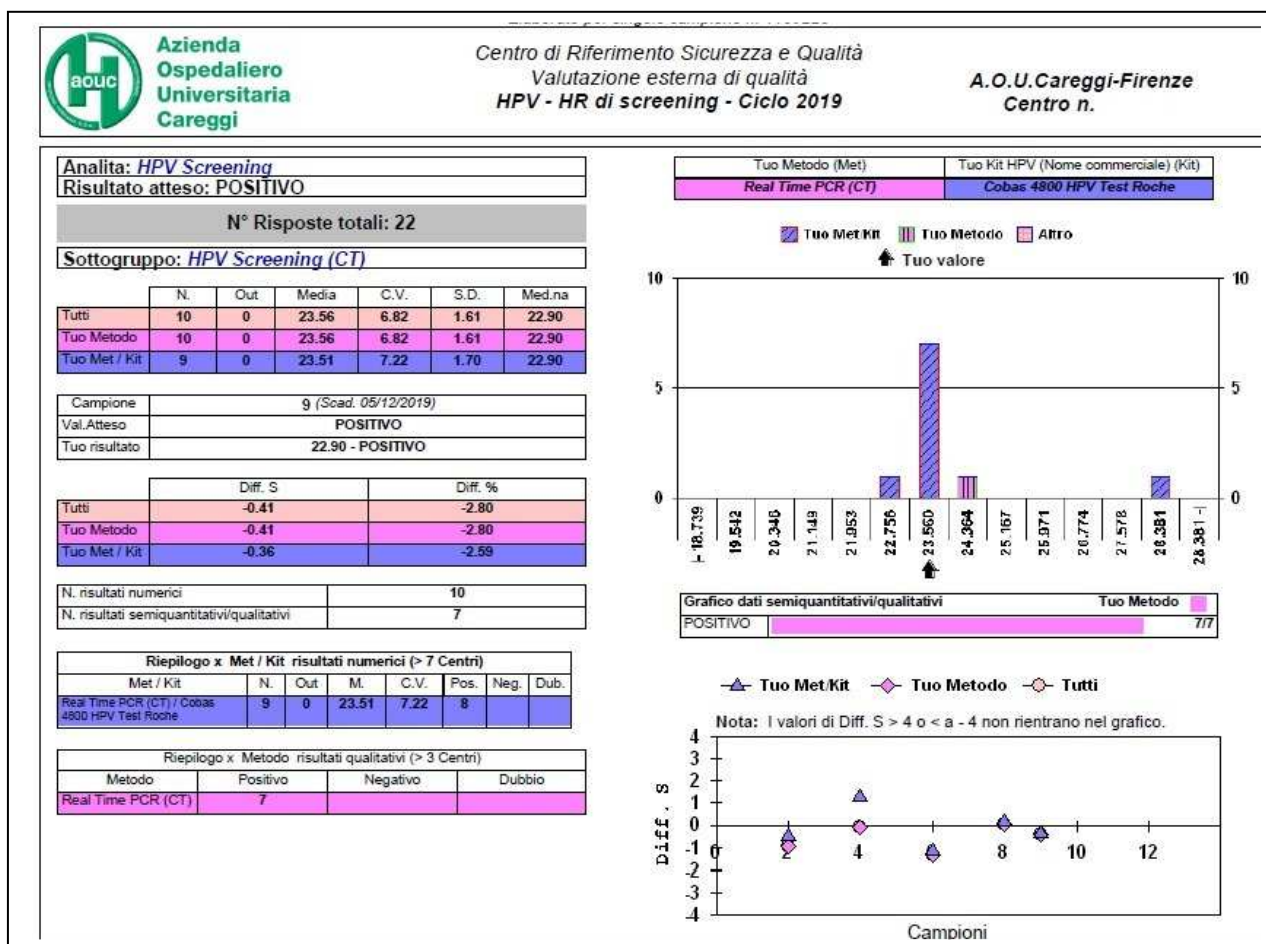 aouc
Azienda
Ospedaliero
Universitaria
Careggi
Centro di Riferimento Sicurezza e Qualità
Valutazione esterna di qualità
HPV - HR di screening - Ciclo 2019
A.O.U.Careggi-Firenze
Centro n.
Analita: HPV Screening
Risultato atteso: POSITIVO
N° Risposte totali: 22
Sottogruppo: HPV Screening (CT)
N. Out Media C.V. S.D. Med.na
Tutti 10 0 23.56 6.82 1.61 22.90
Tuo Metodo 10 0 23.56 6.82 1.61 22.90
Tuo Met / Kit 9 0 23.51 7.22 1.70 22.90
Campione 9 (Scad. 05/12/2019)
Val.Atteso POSITIVO
Tuo risultato 22.90 - POSITIVO
Diff. S Diff. %
Tutti -0.41 -2.80
Tuo Metodo -0.41 -2.80
Tuo Met / Kit -0.36 -2.59
N. risultati numerici 10
N. risultati semiquantitativi/qualitativi 7
Riepilogo x Met / Kit risultati numerici (> 7 Centri)
Met / Kit N. Out M. C.V. Pos. Neg. Dub.
Real Time PCR (CT) / Cobas 4800 HPV Test Roche 9 0 23.51 7.22 8
Riepilogo x Metodo risultati qualitativi (> 3 Centri)
Metodo Positivo Negativo Dubbio
Real Time PCR (CT) 7
Tuo Metodo (Met) Tuo Kit HPV (Nome commerciale) (Kit)
Real Time PCR (CT) Cobas 4800 HPV Test Roche
Tuo Met/Kit Tuo Metodo Altro
Tuo valore
10 10
5 5
0 0
|-18.739 19.542 20.346 21.149 21.953 22.756 23.560 24.364 25.167 25.971 26.774 27.578 28.381 28.381 -|
Grafico dati semiquantitativi/qualitativi Tuo Metodo
POSITIVO 7/7
Tuo Met/Kit Tuo Metodo Tutti
Nota: I valori di Diff. S > 4 o < a - 4 non rientrano nel grafico.
Diff. S
4
3
2
1
0
-1
-2
-3
-4
0 2 4 6 8 10 12
Campioni